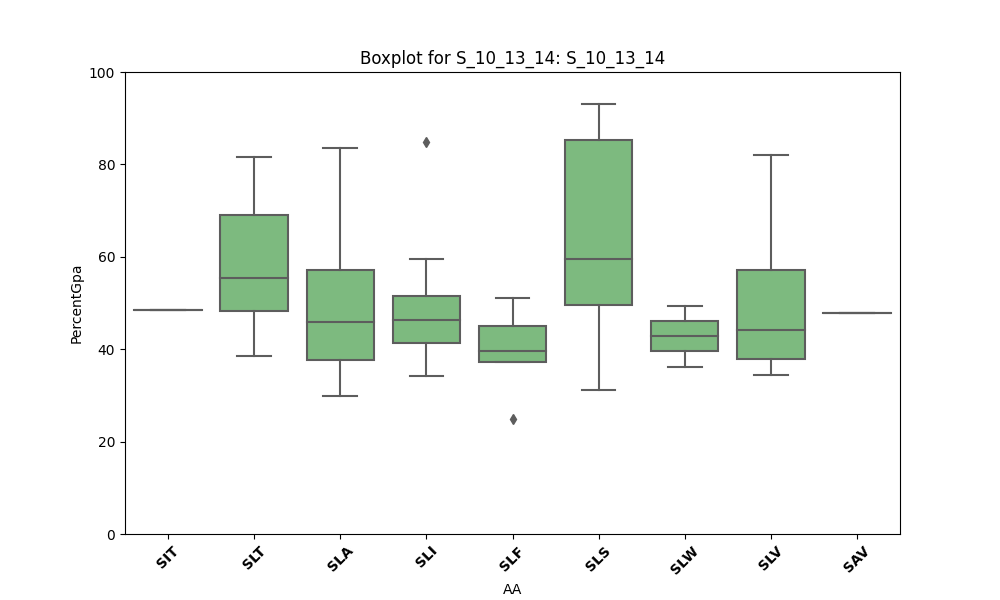 Boxplot for S_10_13_14: S_10_13_14
PercentGpa
100
80
60
40
20
0
SIT SLT SLA SLI SLF SLS SLW SLV SAV
AA